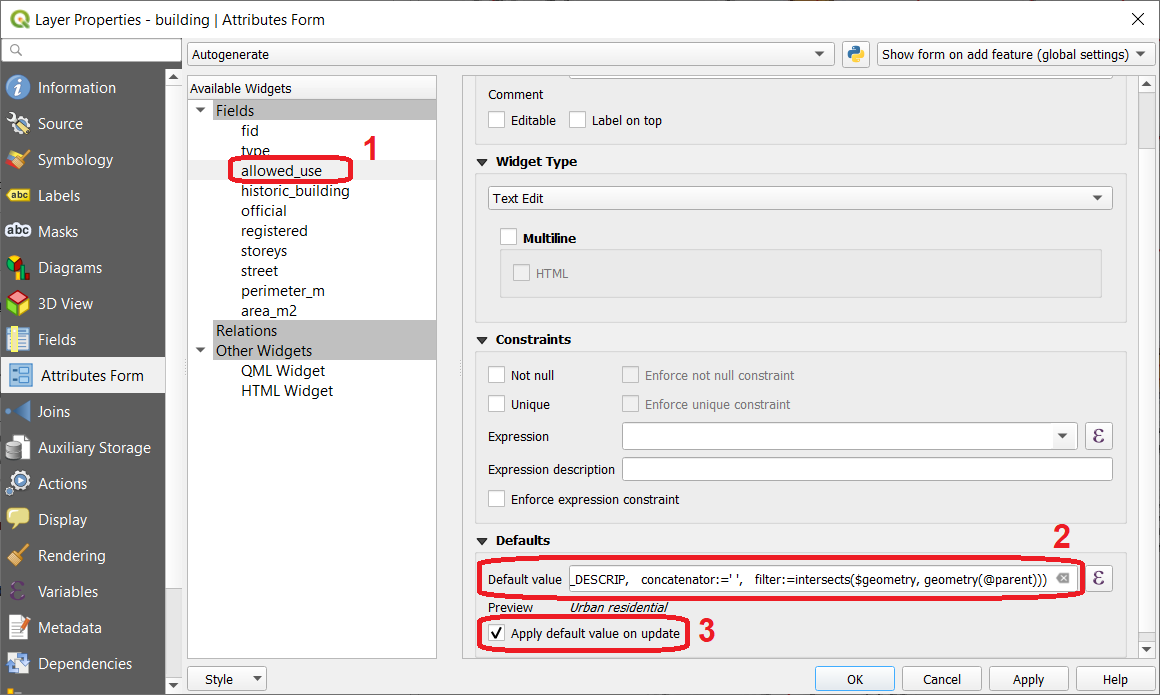 Layer Properties - building | Attributes Form
Information
Source
Symbology
abc Labels
abc Masks
Diagrams
3D View
Fields
Attributes Form
Joins
Auxiliary Storage
Actions
Display
Rendering
Variables
Metadata
Dependencies
Autogenerate
Show form on add feature (global settings)
Available Widgets
Fields
fid
type
allowed_use
1
historic_building
official
registered
storeys
street
perimeter_m
area_m2
Relations
Other Widgets
QML Widget
HTML Widget
Comment
Editable Label on top
Widget Type
Text Edit
Multiline
HTML
Constraints
Not null Enforce not null constraint
Unique Enforce unique constraint
Expression ε
Expression description
Enforce expression constraint
Defaults
2
Default value _DESCRIP, concatenator:=' ', filter:=intersects($geometry, geometry(@parent))) ε
Preview Urban residential
Apply default value on update 3
Style OK Cancel Apply Help